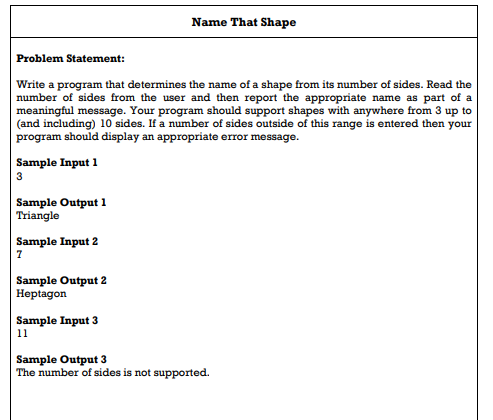 Name That Shape
Problem Statement:
Write a program that determines the name of a shape from its number of sides. Read the
number of sides from the user and then report the appropriate name as part of a
meaningful message. Your program should support shapes with anywhere from 3 up to
(and including) 10 sides. If a number of sides outside of this range is entered then your
program should display an appropriate error message.
Sample Input 1
3
Sample Output 1
Triangle
Sample Input 2
7
Sample Output 2
Heptagon
Sample Input 3
11
Sample Output 3
The number of sides is not supported.